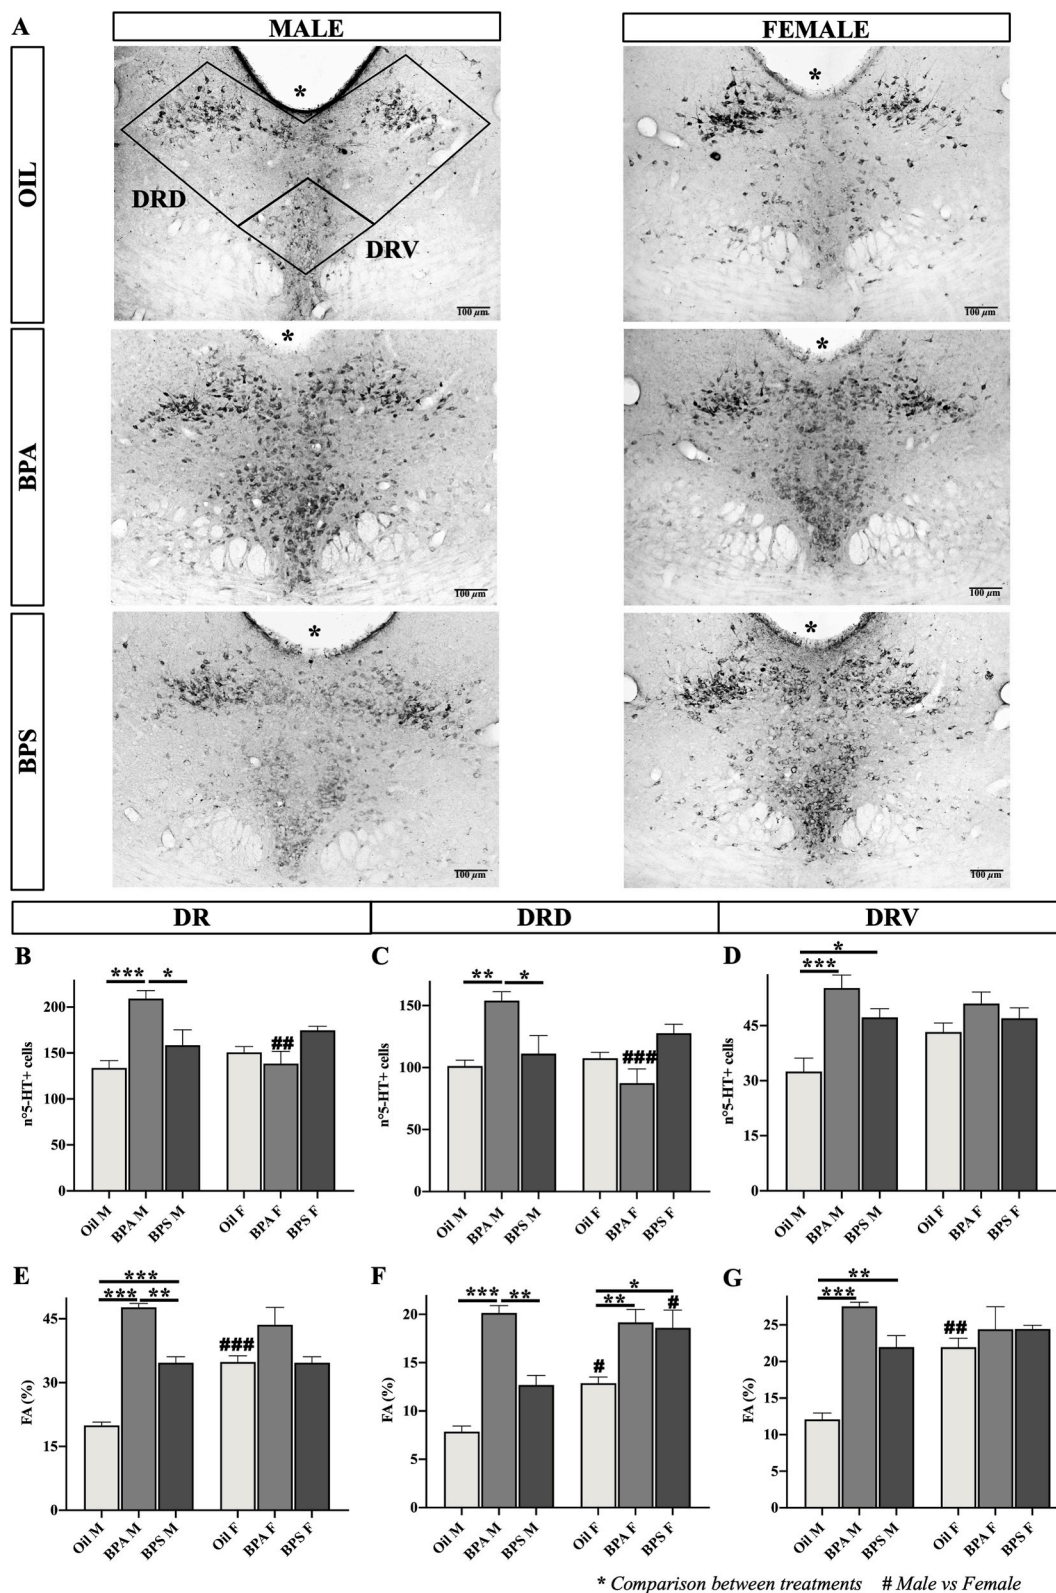 A
MALE
FEMALE
OIL
*
DRD
DRV
100 µm
*
100 µm
BPA
*
100 µm
*
100 µm
BPS
*
100 µm
*
100 µm
DR
DRD
DRV
B
n°5-HT+ cells
200
150
100
50
0
*** *
##
Oil M
BPA M
BPS M
Oil F
BPA F
BPS F
C
n°5-HT+ cells
150
100
50
0
** *
###
Oil M
BPA M
BPS M
Oil F
BPA F
BPS F
D
n°5-HT+ cells
45
30
15
0
*
***
Oil M
BPA M
BPS M
Oil F
BPA F
BPS F
E
FA (%)
45
30
15
0
***
*** **
###
Oil M
BPA M
BPS M
Oil F
BPA F
BPS F
F
FA (%)
20
15
10
5
0
*** **
*
**
#
#
Oil M
BPA M
BPS M
Oil F
BPA F
BPS F
G
FA (%)
25
20
15
10
5
0
**
***
##
Oil M
BPA M
BPS M
Oil F
BPA F
BPS F
* Comparison between treatments # Male vs Female